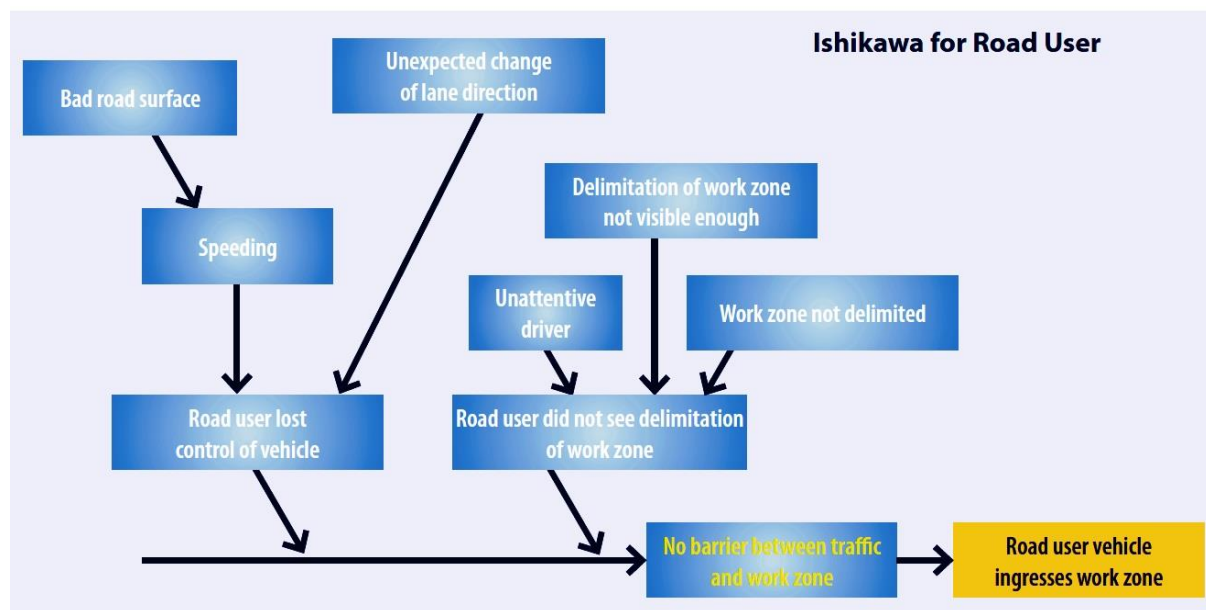 Ishikawa for Road User
Bad road surface
Unexpected change
of lane direction
Delimitation of work zone
not visible enough
Speeding
Unattentive
driver
Work zone not delimited
Road user lost
control of vehicle
Road user did not see delimitation
of work zone
No barrier between traffic
and work zone
Road user vehicle
ingresses work zone